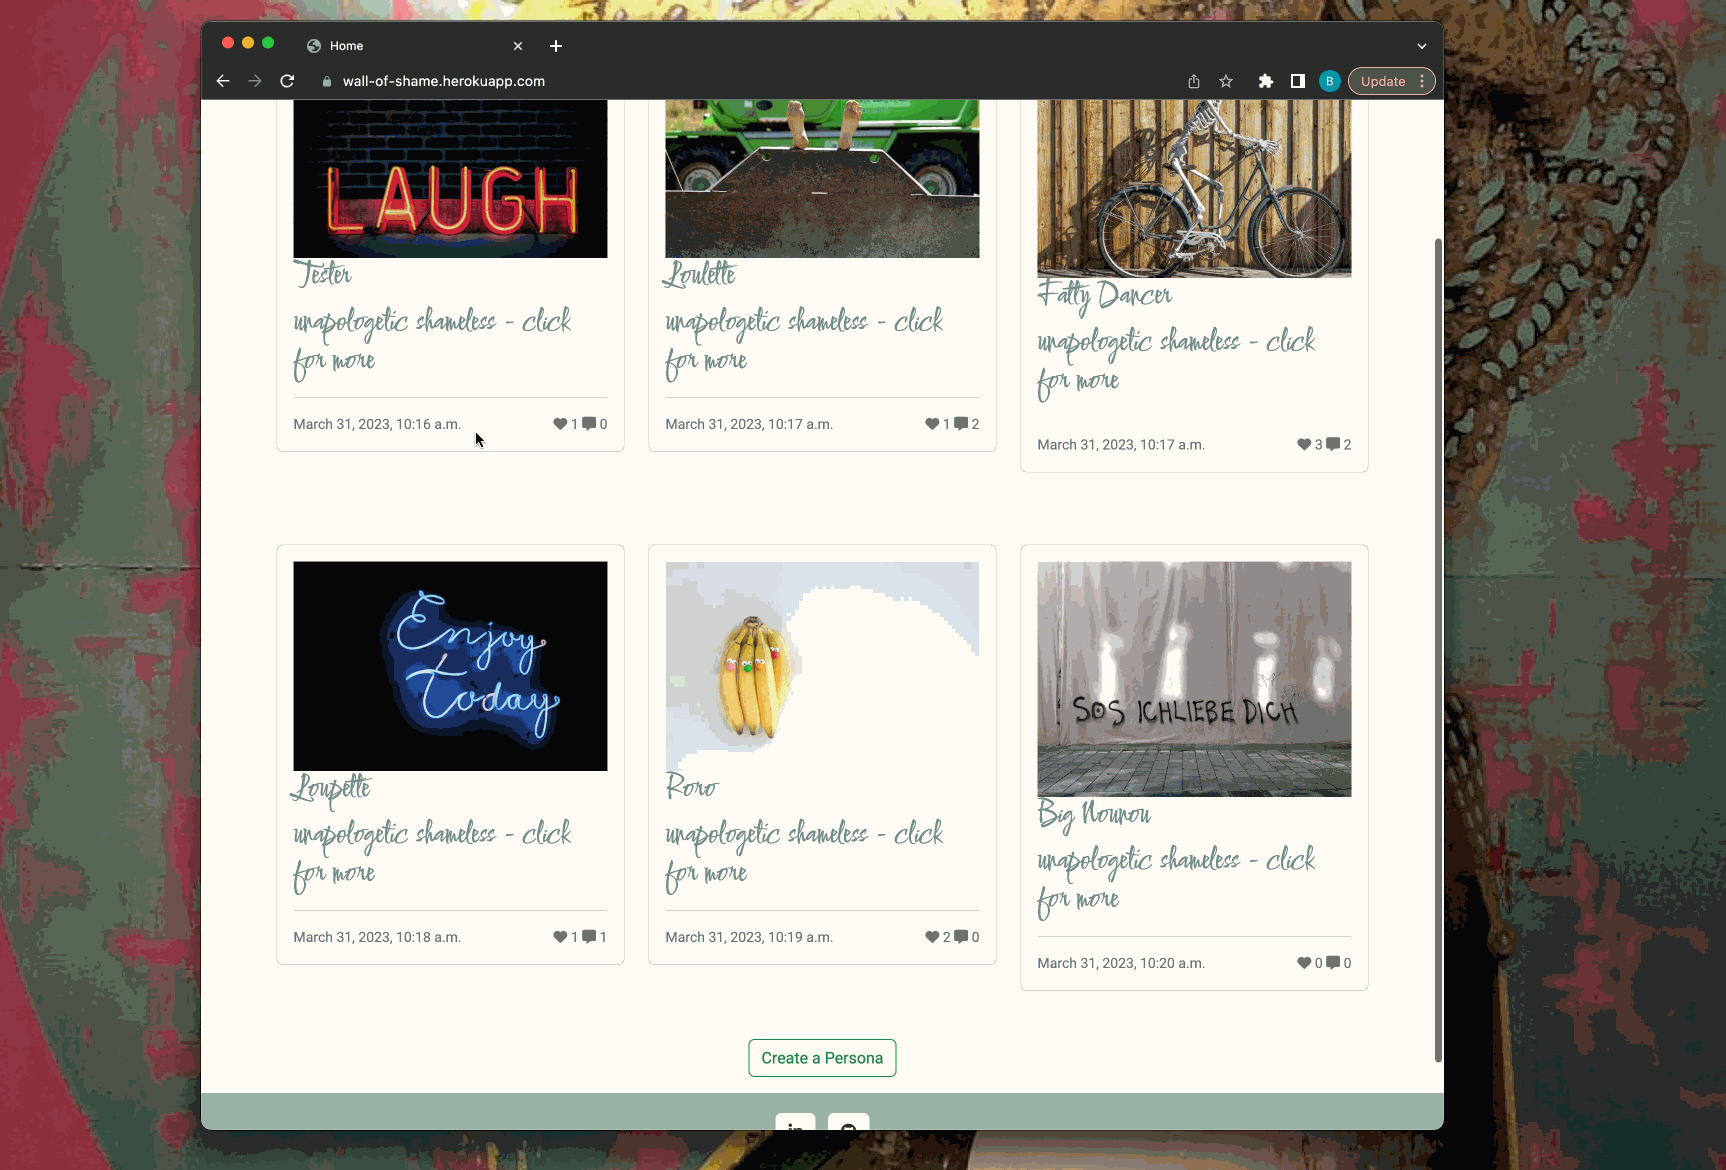 Home
wall-of-shame.herokuapp.com
B
Update
LAUGH
Tester
unapologetic shameless - click
for more
March 31, 2023, 10:16 a.m.
1 0
Loulette
unapologetic shameless - click
for more
March 31, 2023, 10:17 a.m.
1 2
Fatty Dancer
unapologetic shameless - click
for more
March 31, 2023, 10:17 a.m.
3 2
Enjoy
Today
Loupette
unapologetic shameless - click
for more
March 31, 2023, 10:18 a.m.
1 1
Roro
unapologetic shameless - click
for more
March 31, 2023, 10:19 a.m.
2 0
SOS ICHLIEBE DICH
Big Nounou
unapologetic shameless - click
for more
March 31, 2023, 10:20 a.m.
0 0
Create a Persona
in